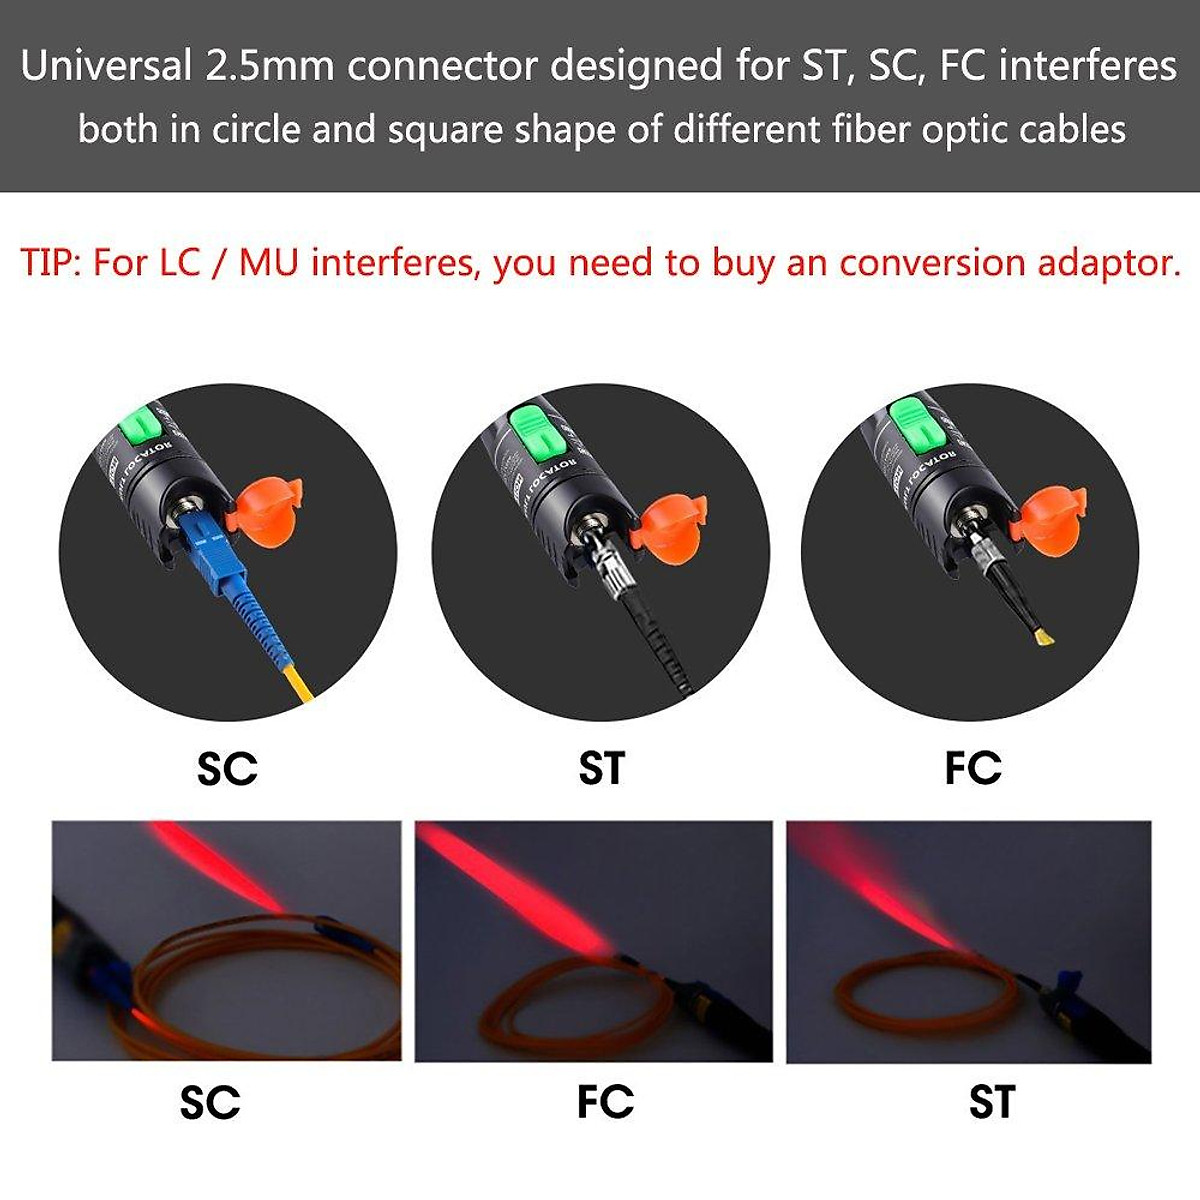 Universal 2.5mm connector designed for ST, SC, FC interferes
both in circle and square shape of different fiber optic cables
TIP: For LC / MU interferes, you need to buy an conversion adaptor.
SC
ST
FC
SC
FC
ST